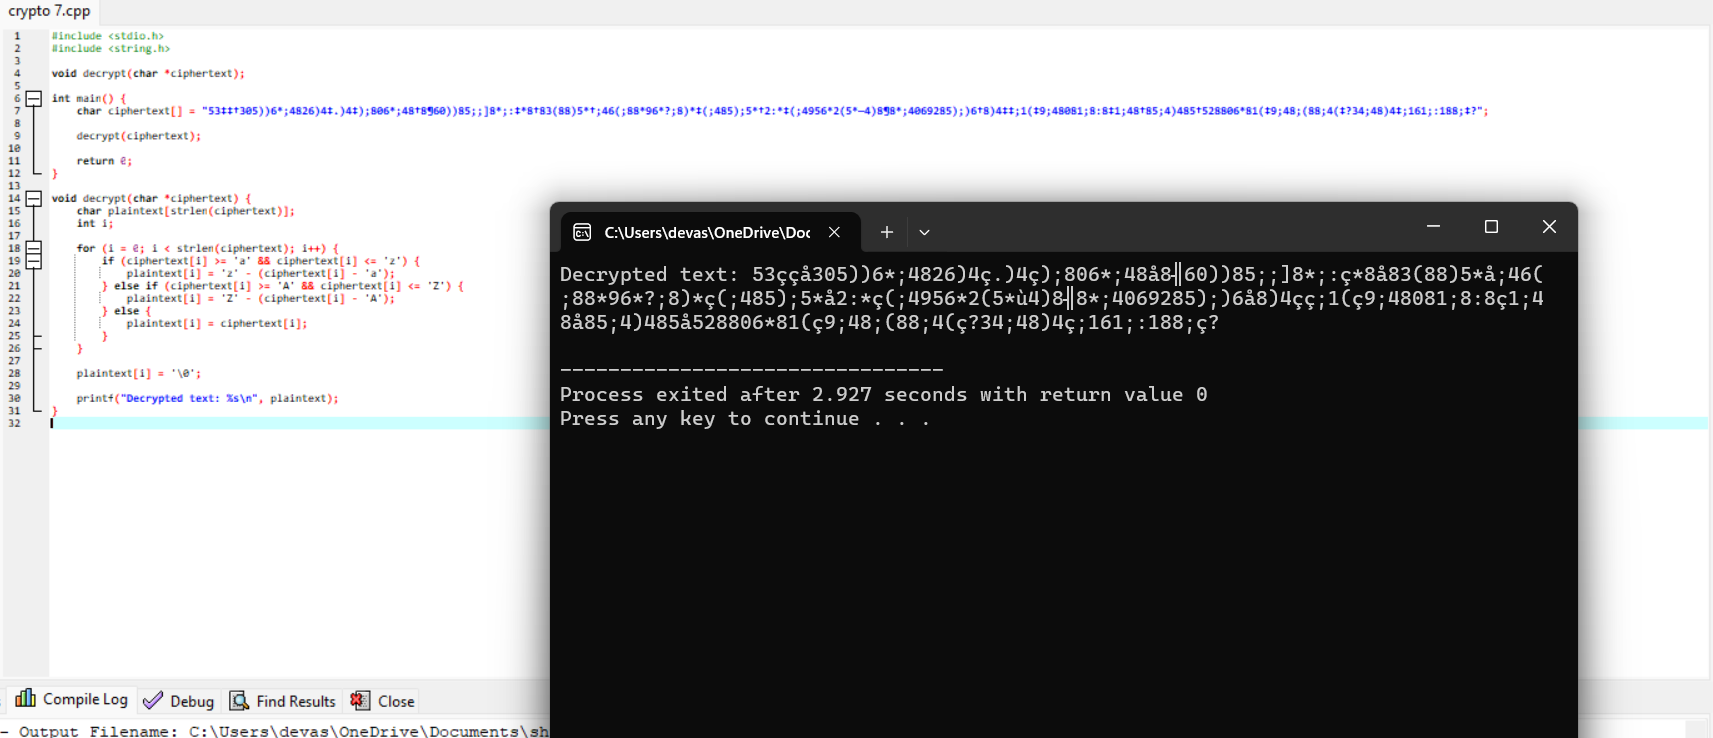 crypto 7.cpp
1 #include <stdio.h>
2 #include <string.h>
3
4 void decrypt(char *ciphertext);
5
6 int main() {
7 char ciphertext[] = "53‡‡†305))6*;4826)4‡.)4‡);806*;48†8¶60))85;;]8*;:‡*8†83(88)5*†;46(;88*96*?;8)*‡(;485);5*†2:*‡(;4956*2(5*—4)8¶8*;4069285);)6†8)4‡‡;1(‡9;48081;8:8‡1;48†85;4)485†528806*81(‡9;48;(88;4(‡?34;48)4‡;161;:188;‡?";
8
9 decrypt(ciphertext);
10
11 return 0;
12 }
13
14 void decrypt(char *ciphertext) {
15 char plaintext[strlen(ciphertext)];
16 int i;
17
18 for (i = 0; i < strlen(ciphertext); i++) {
19 if (ciphertext[i] >= 'a' && ciphertext[i] <= 'z') {
20 plaintext[i] = 'z' - (ciphertext[i] - 'a');
21 } else if (ciphertext[i] >= 'A' && ciphertext[i] <= 'Z') {
22 plaintext[i] = 'Z' - (ciphertext[i] - 'A');
23 } else {
24 plaintext[i] = ciphertext[i];
25 }
26 }
27
28 plaintext[i] = '\0';
29
30 printf("Decrypted text: %s\n", plaintext);
31 }
32
C:\Users\devas\OneDrive\Doc
Decrypted text: 53ççå305))6*;4826)4ç.)4ç);806*;48å8╢60))85;;]8*;:ç*8å83(88)5*å;46(
;88*96*?;8)*ç(;485);5*å2:*ç(;4956*2(5*ù4)8╢8*;4069285);)6å8)4çç;1(ç9;48081;8:8ç1;4
8å85;4)485å528806*81(ç9;48;(88;4(ç?34;48)4ç;161;:188;ç?
--------------------------------
Process exited after 2.927 seconds with return value 0
Press any key to continue . . .
Compile Log Debug Find Results Close
- Output Filename: C:\Users\devas\OneDrive\Documents\sh